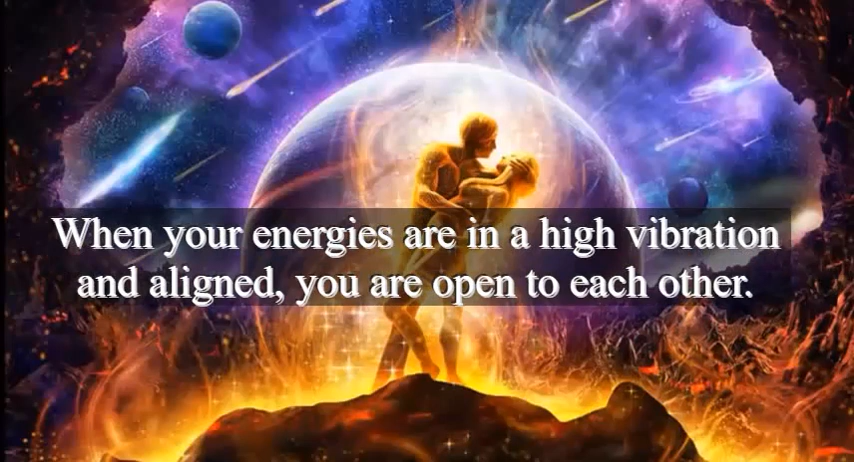 When your energies are in a high vibration
and aligned, you are open to each other.